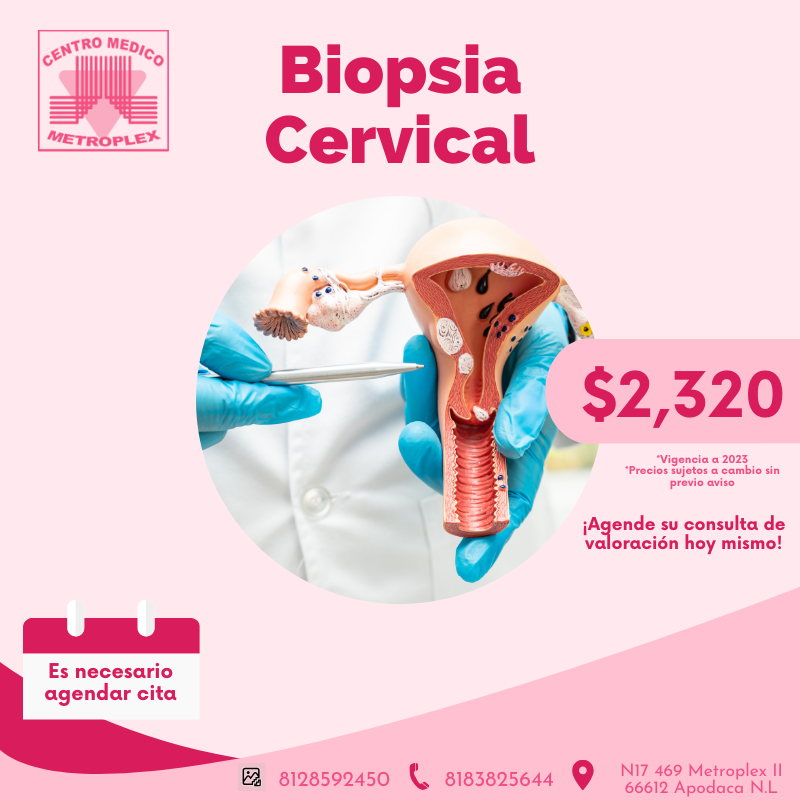 CENTRO MEDICO
METROPLEX
Biopsia
Cervical
$2,320
*Vigencia a 2023
*Precios sujetos a cambio sin
previo aviso
¡Agende su consulta de
valoración hoy mismo!
Es necesario
agendar cita
8128592450
8183825644
N17 469 Metroplex II
66612 Apodaca N.L